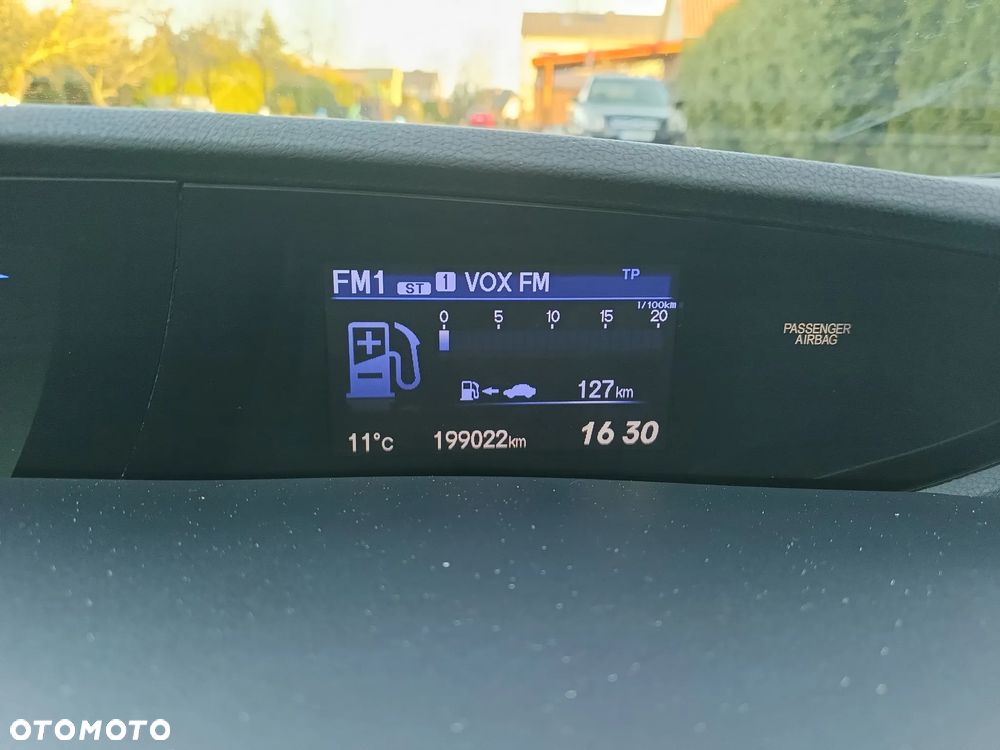 FM1 ST 1 VOX FM TP
l/100km
0 5 10 15 20
127km
11°C 199022km 16 30
PASSENGER
AIRBAG
OTOMOTO